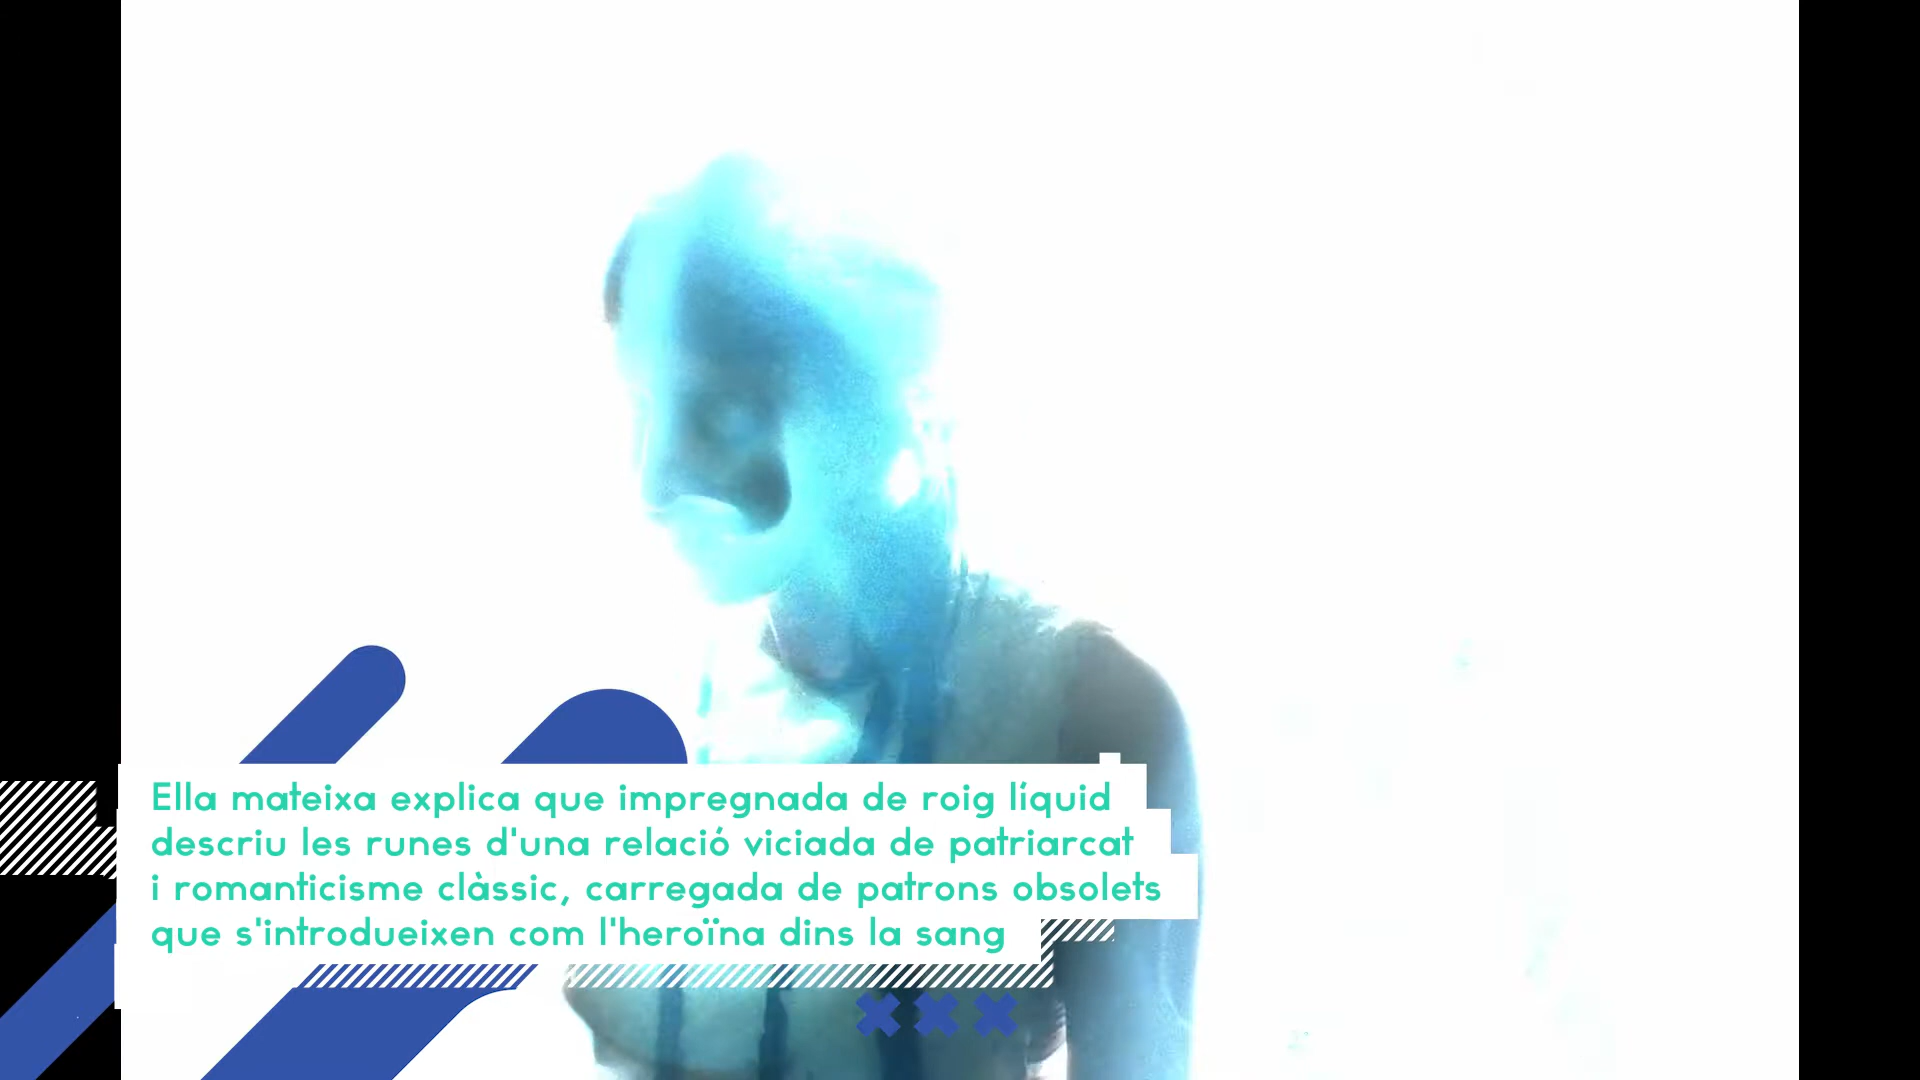 Ella mateixa explica que impregnada de roig líquid
descriu les runes d'una relació viciada de patriarcat
i romanticisme clàssic, carregada de patrons obsolets
que s'introdueixen com l'heroïna dins la sang